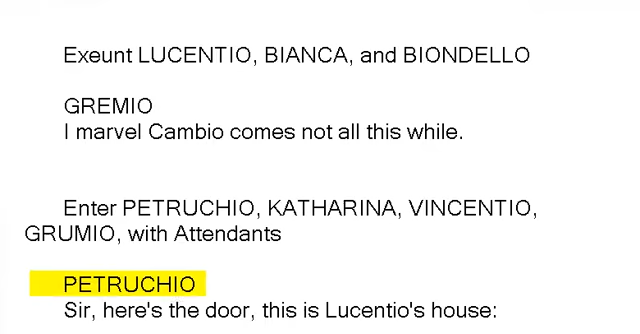 Exeunt LUCENTIO, BIANCA, and BIONDELLO
GREMIO
I marvel Cambio comes not all this while.
Enter PETRUCHIO, KATHARINA, VINCENTIO,
GRUMIO, with Attendants
PETRUCHIO
Sir, here's the door, this is Lucentio's house: